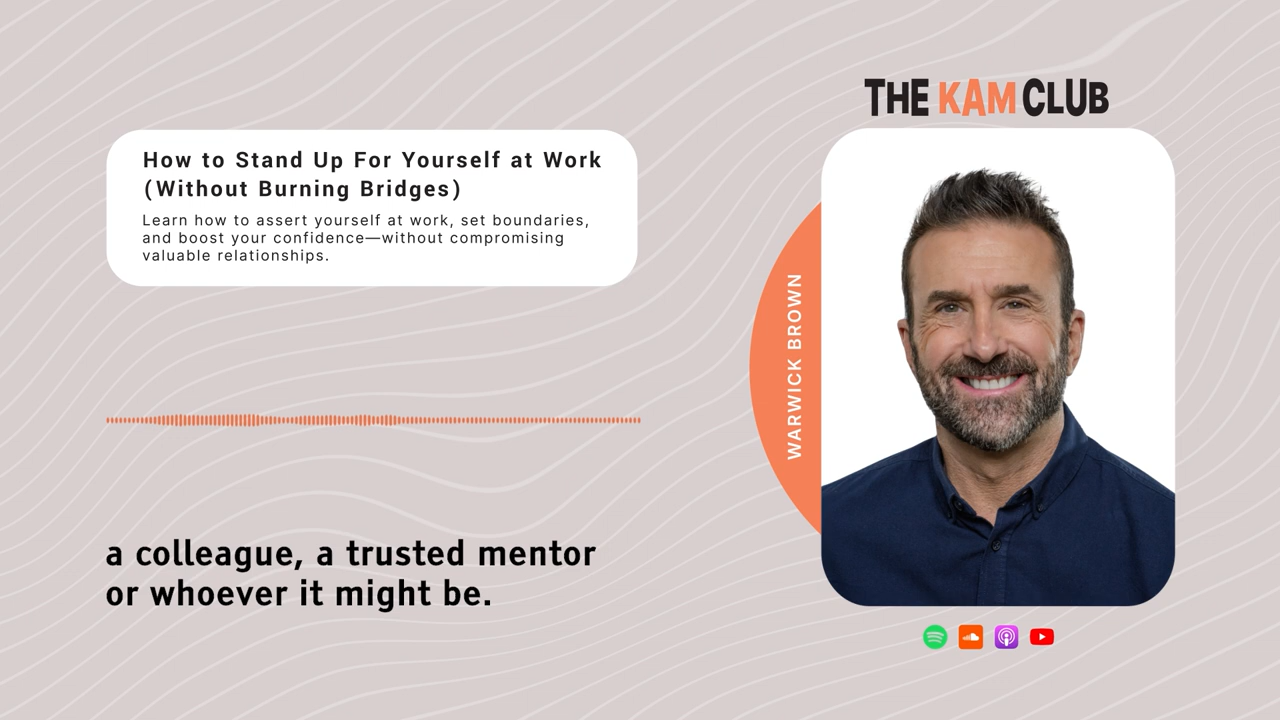 THE KAM CLUB
How to Stand Up For Yourself at Work
(Without Burning Bridges)
Learn how to assert yourself at work, set boundaries,
and boost your confidence—without compromising
valuable relationships.
WARWICK BROWN
a colleague, a trusted mentor
or whoever it might be.